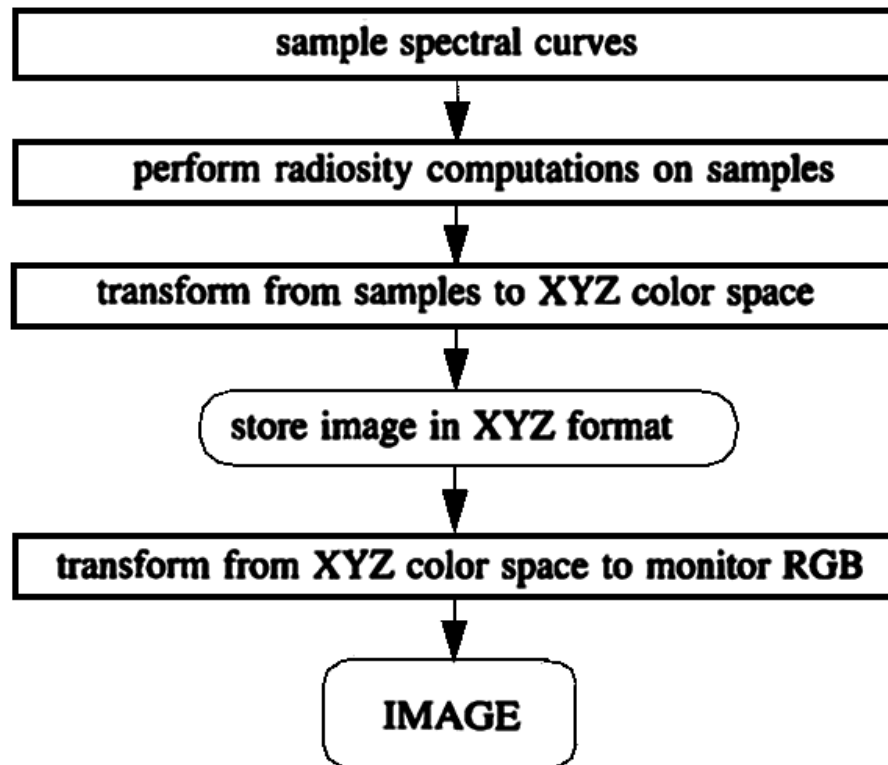 sample spectral curves
perform radiosity computations on samples
transform from samples to XYZ color space
store image in XYZ format
transform from XYZ color space to monitor RGB
IMAGE